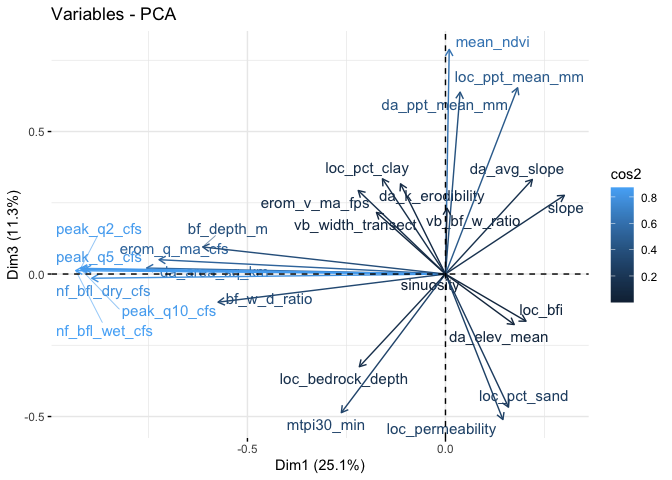 Variables - PCA
mean_ndvi
loc_ppt_mean_mm
da_ppt_mean_mm
loc_pct_clay
da_avg_slope
da_k_erodibility
erom_v_ma_fps
slope
vb_width_transect
vb_bf_w_ratio
peak_q2_cfs
bf_depth_m
erom_q_ma_cfs
peak_q5_cfs
sinuosity
nf_bfl_dry_cfs
bf_w_d_ratio
peak_q10_cfs
loc_bfi
nf_bfl_wet_cfs
da_elev_mean
loc_bedrock_depth
loc_pct_sand
mtpi30_min
loc_permeability
0.5
0.0
-0.5
-0.5
0.0
Dim1 (25.1%)
Dim3 (11.3%)
cos2
0.8
0.6
0.4
0.2